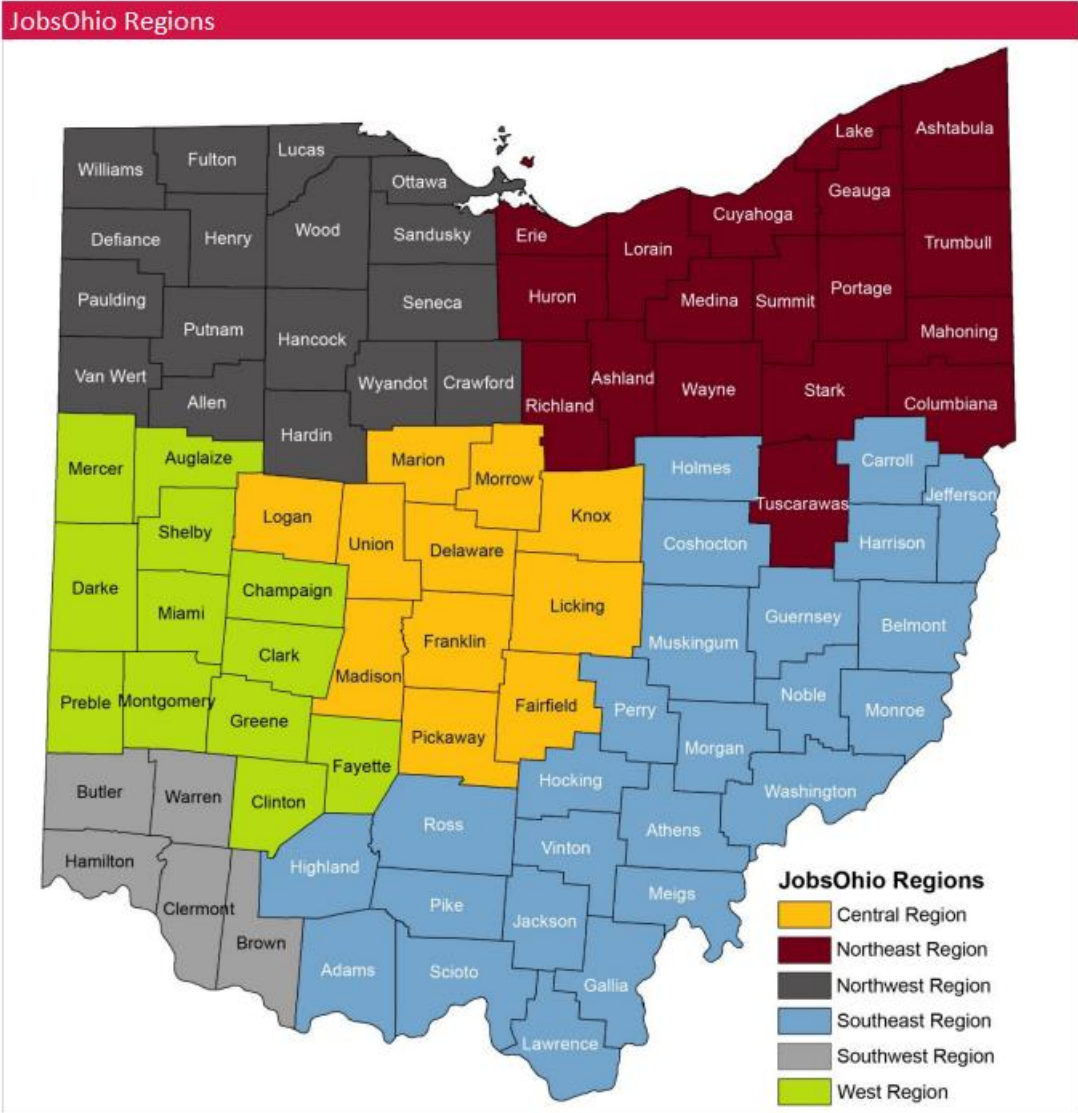 JobsOhio Regions
Lake
Ashtabula
Williams
Fulton
Lucas
Ottawa
Geauga
Cuyahoga
Defiance
Henry
Wood
Sandusky
Erie
Lorain
Trumbull
Paulding
Putnam
Hancock
Seneca
Huron
Medina
Summit
Portage
Mahoning
Van Wert
Allen
Wyandot
Crawford
Richland
Ashland
Wayne
Stark
Columbiana
Hardin
Mercer
Auglaize
Marion
Morrow
Holmes
Carroll
Jefferson
Tuscarawas
Shelby
Logan
Union
Delaware
Knox
Coshocton
Harrison
Darke
Miami
Champaign
Licking
Guernsey
Belmont
Clark
Franklin
Muskingum
Madison
Preble
Montgomery
Greene
Fairfield
Perry
Noble
Monroe
Pickaway
Morgan
Fayette
Hocking
Washington
Butler
Warren
Clinton
Ross
Athens
Vinton
Hamilton
Highland
Meigs
Clermont
Pike
Jackson
Brown
Adams
Scioto
Gallia
Lawrence
JobsOhio Regions
Central Region
Northeast Region
Northwest Region
Southeast Region
Southwest Region
West Region